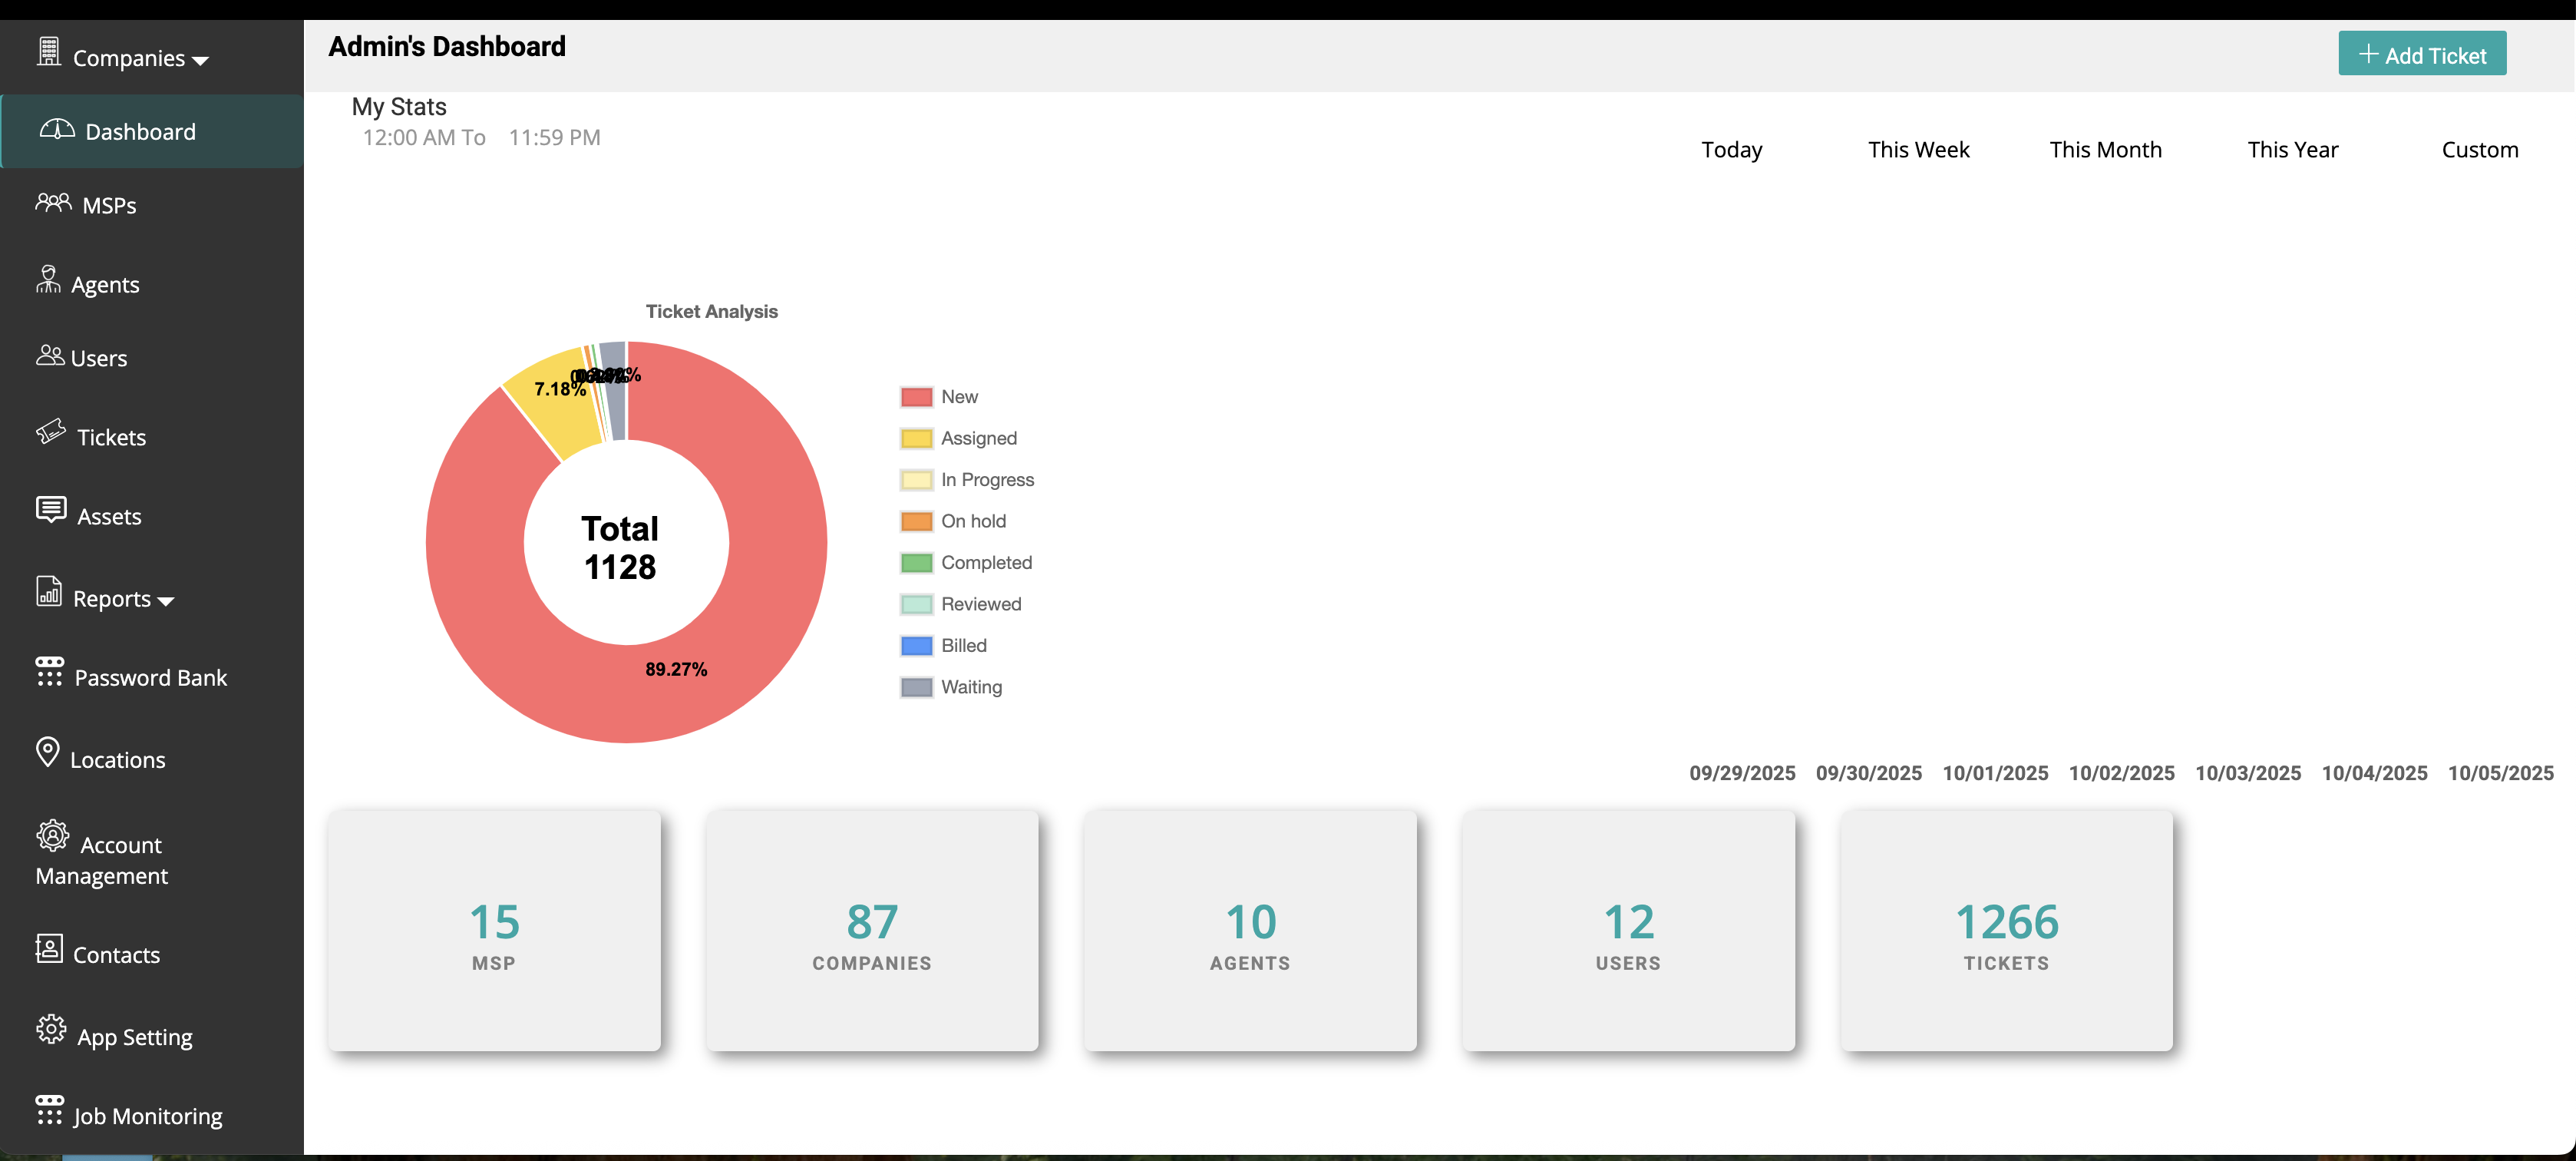 Companies
Dashboard
MSPs
Agents
Users
Tickets
Assets
Reports
Password Bank
Locations
Account
Management
Contacts
App Setting
Job Monitoring
Admin's Dashboard
+ Add Ticket
My Stats
12:00 AM To 11:59 PM
Today This Week This Month This Year Custom
Ticket Analysis
7.18%
Total
1128
89.27%
New
Assigned
In Progress
On hold
Completed
Reviewed
Billed
Waiting
09/29/2025 09/30/2025 10/01/2025 10/02/2025 10/03/2025 10/04/2025 10/05/2025
15
MSP
87
COMPANIES
10
AGENTS
12
USERS
1266
TICKETS